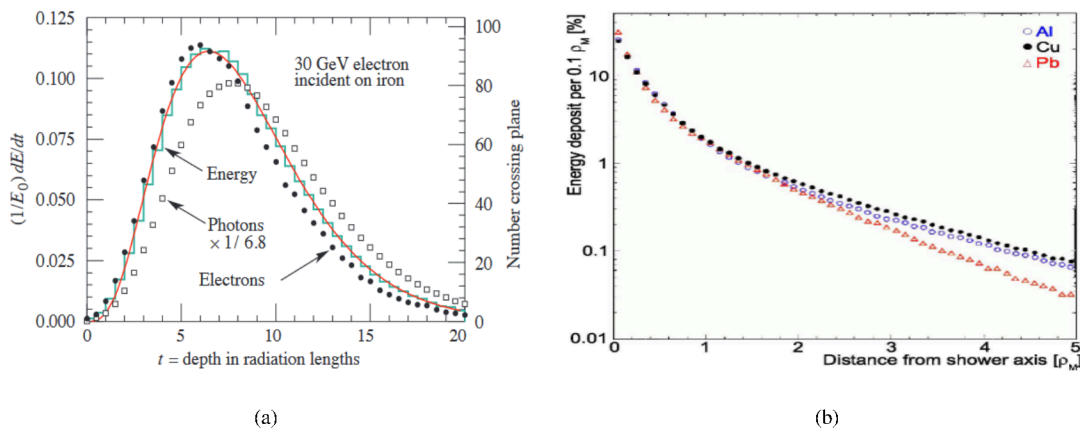 0.125
0.100
0.075
0.050
0.025
0.000
(1/E₀) dE/dt
30 GeV electron
incident on iron
Energy
Photons
× 1/ 6.8
Electrons
100
80
60
40
20
0
Number crossing plane
0 5 10 15 20
t = depth in radiation lengths
(a)
Energy deposit per 0.1 ρM [%]
10
1
0.1
0.01
Al
Cu
Pb
0 1 2 3 4 5
Distance from shower axis [ρM]
(b)